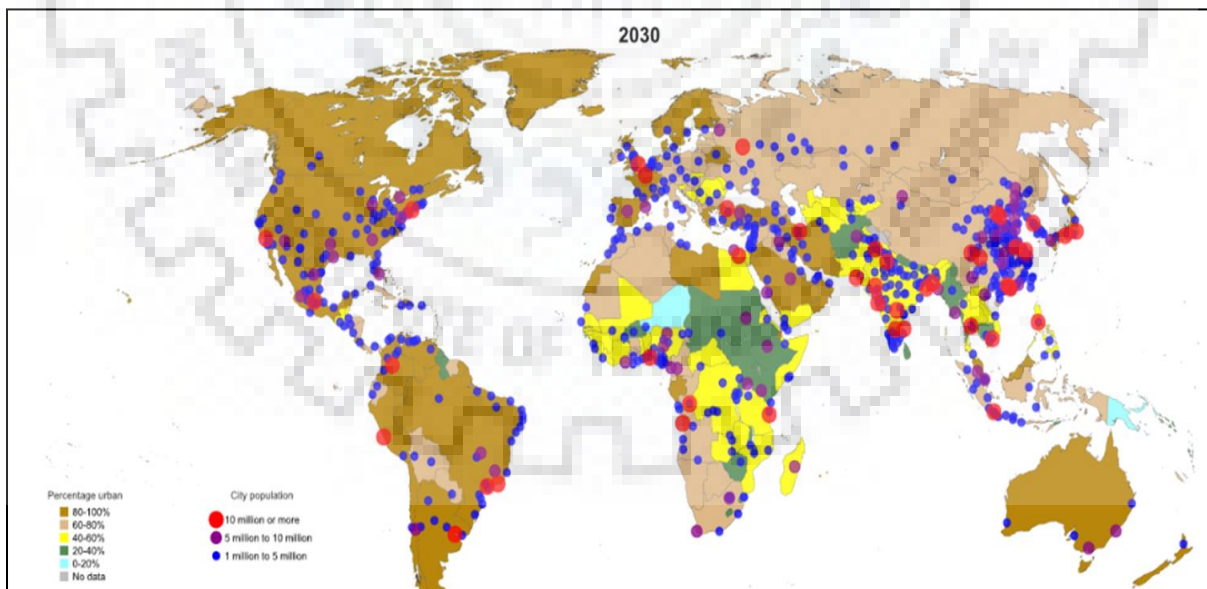 2030
Percentage urban
80-100%
60-80%
40-60%
20-40%
0-20%
No data
City population
10 million or more
5 million to 10 million
1 million to 5 million